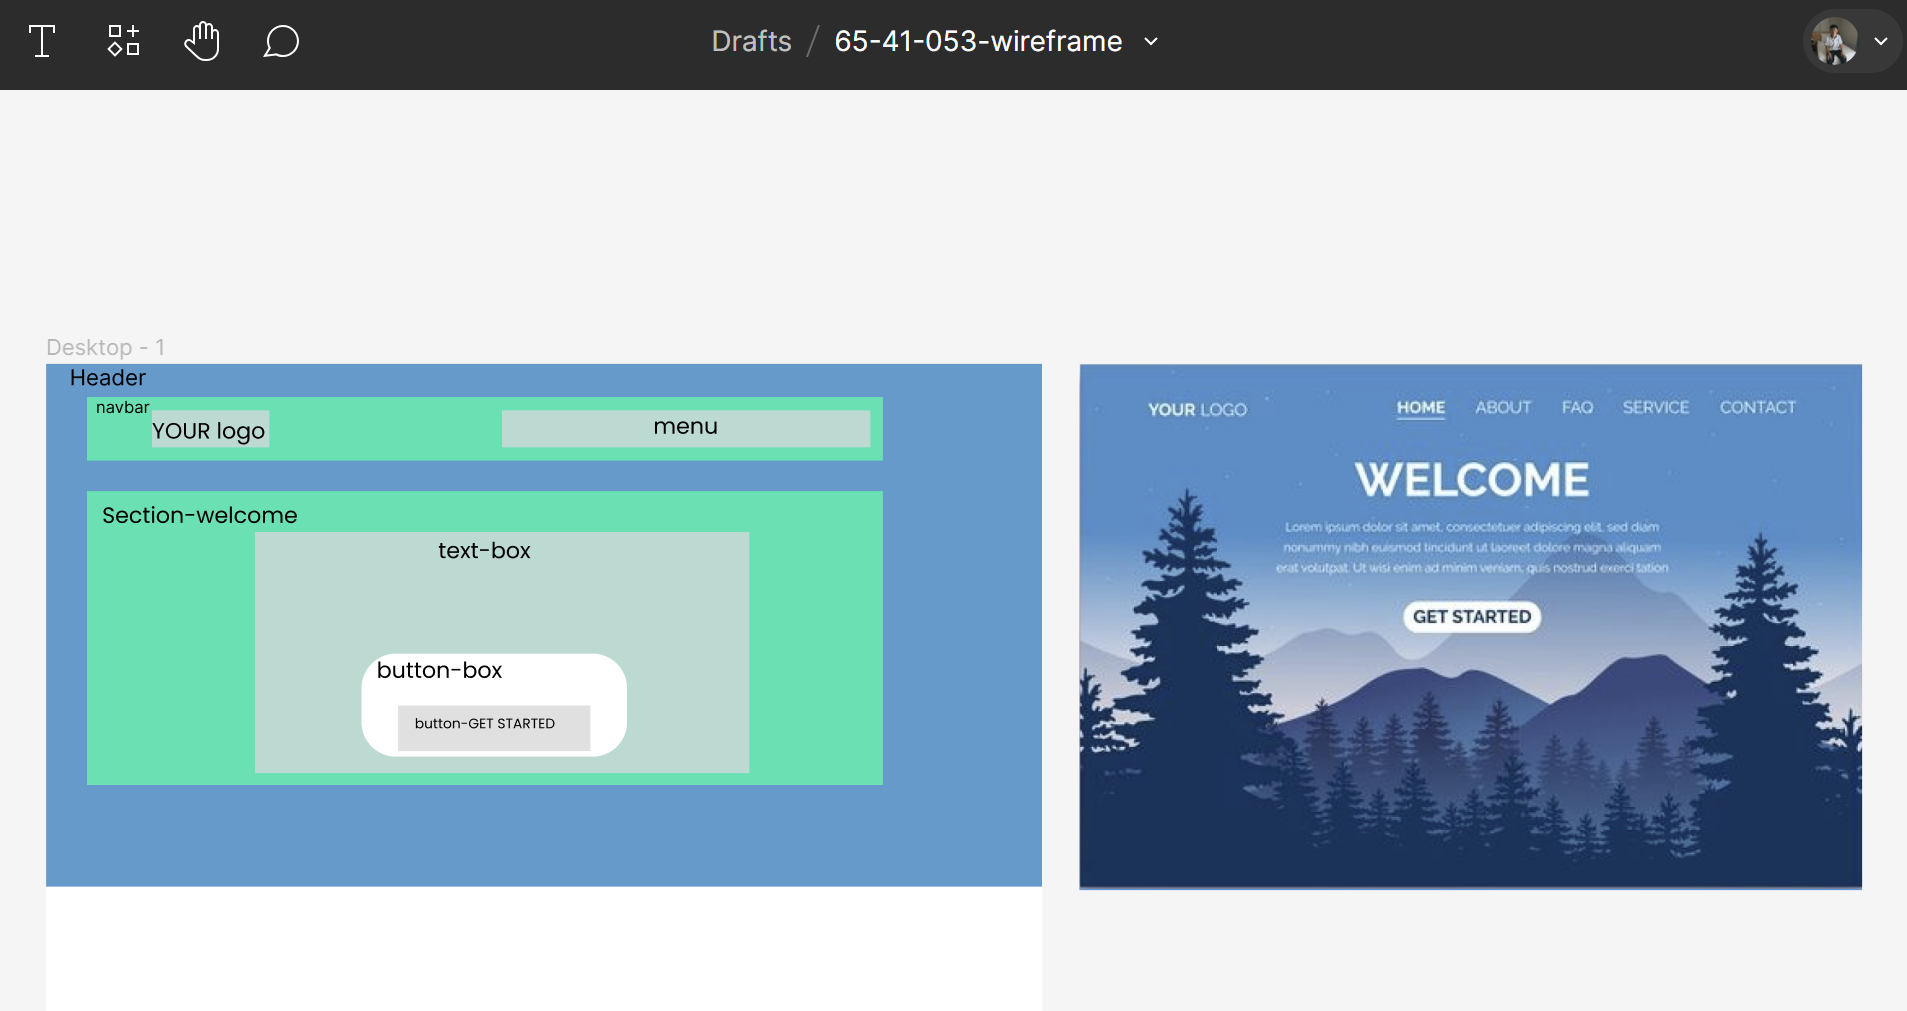 Drafts / 65-41-053-wireframe
Desktop - 1
Header
navbar
YOUR logo
menu
Section-welcome
text-box
button-box
button-GET STARTED
YOUR LOGO
HOME ABOUT FAQ SERVICE CONTACT
WELCOME
Lorem ipsum dolor sit amet, consectetuer adipiscing elit, sed diam
nonummy nibh euismod tincidunt ut laoreet dolore magna aliquam
erat volutpat. Ut wisi enim ad minim veniam, quis nostrud exerci tation
GET STARTED